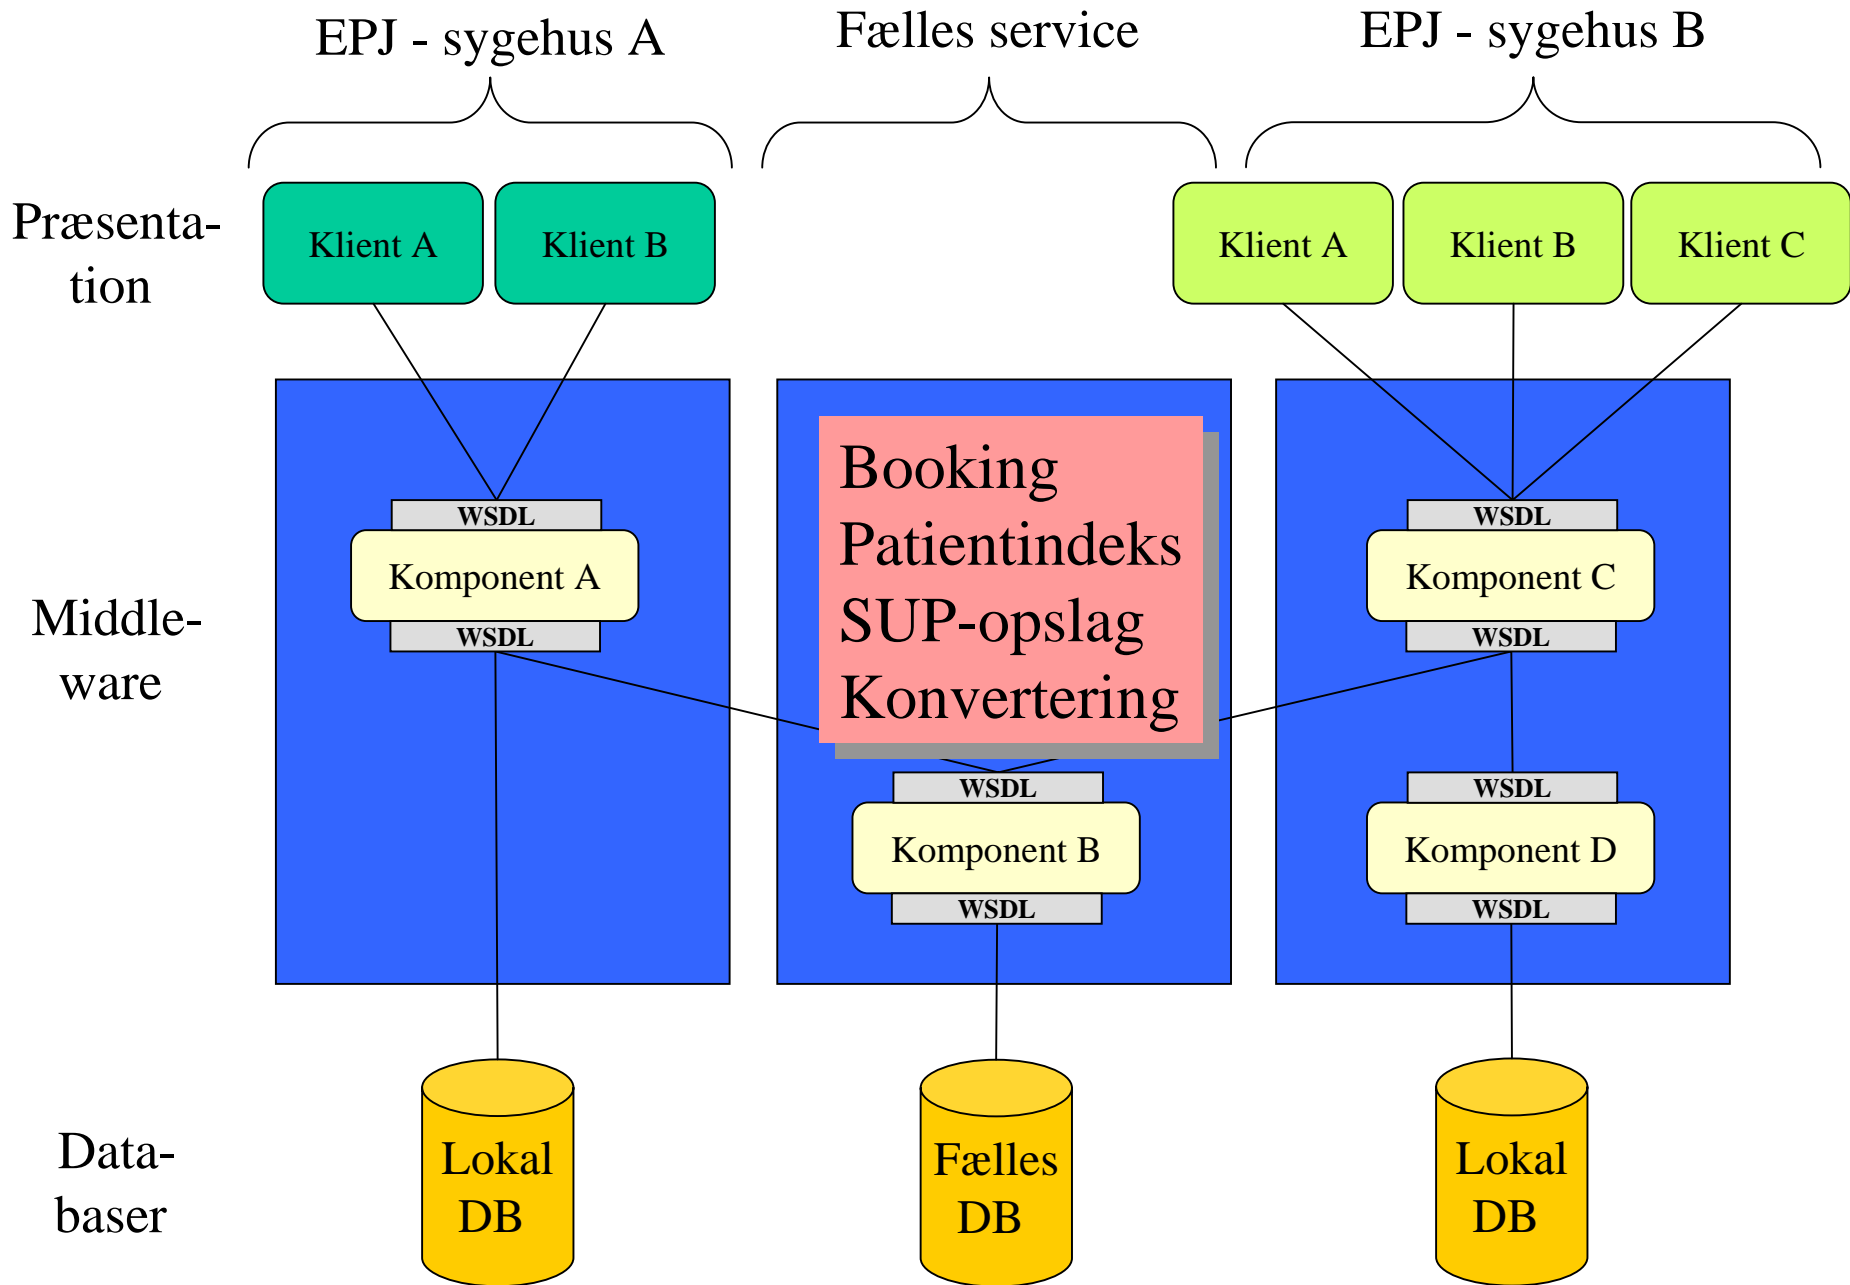 EPJ - sygehus A
Fælles service
EPJ - sygehus B
Præsenta-
tion
Klient A
Klient B
Klient A
Klient B
Klient C
Middle-
ware
WSDL
Komponent A
WSDL
Booking
Patientindeks
SUP-opslag
Konvertering
WSDL
Komponent B
WSDL
WSDL
Komponent C
WSDL
WSDL
Komponent D
WSDL
Data-
baser
Lokal
DB
Fælles
DB
Lokal
DB